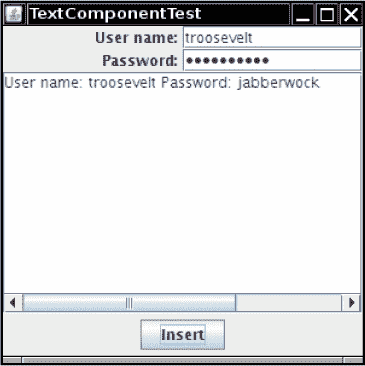 TextComponentTest
User name: troosevelt
Password: ●●●●●●●●●●
User name: troosevelt Password: jabberwock
Insert